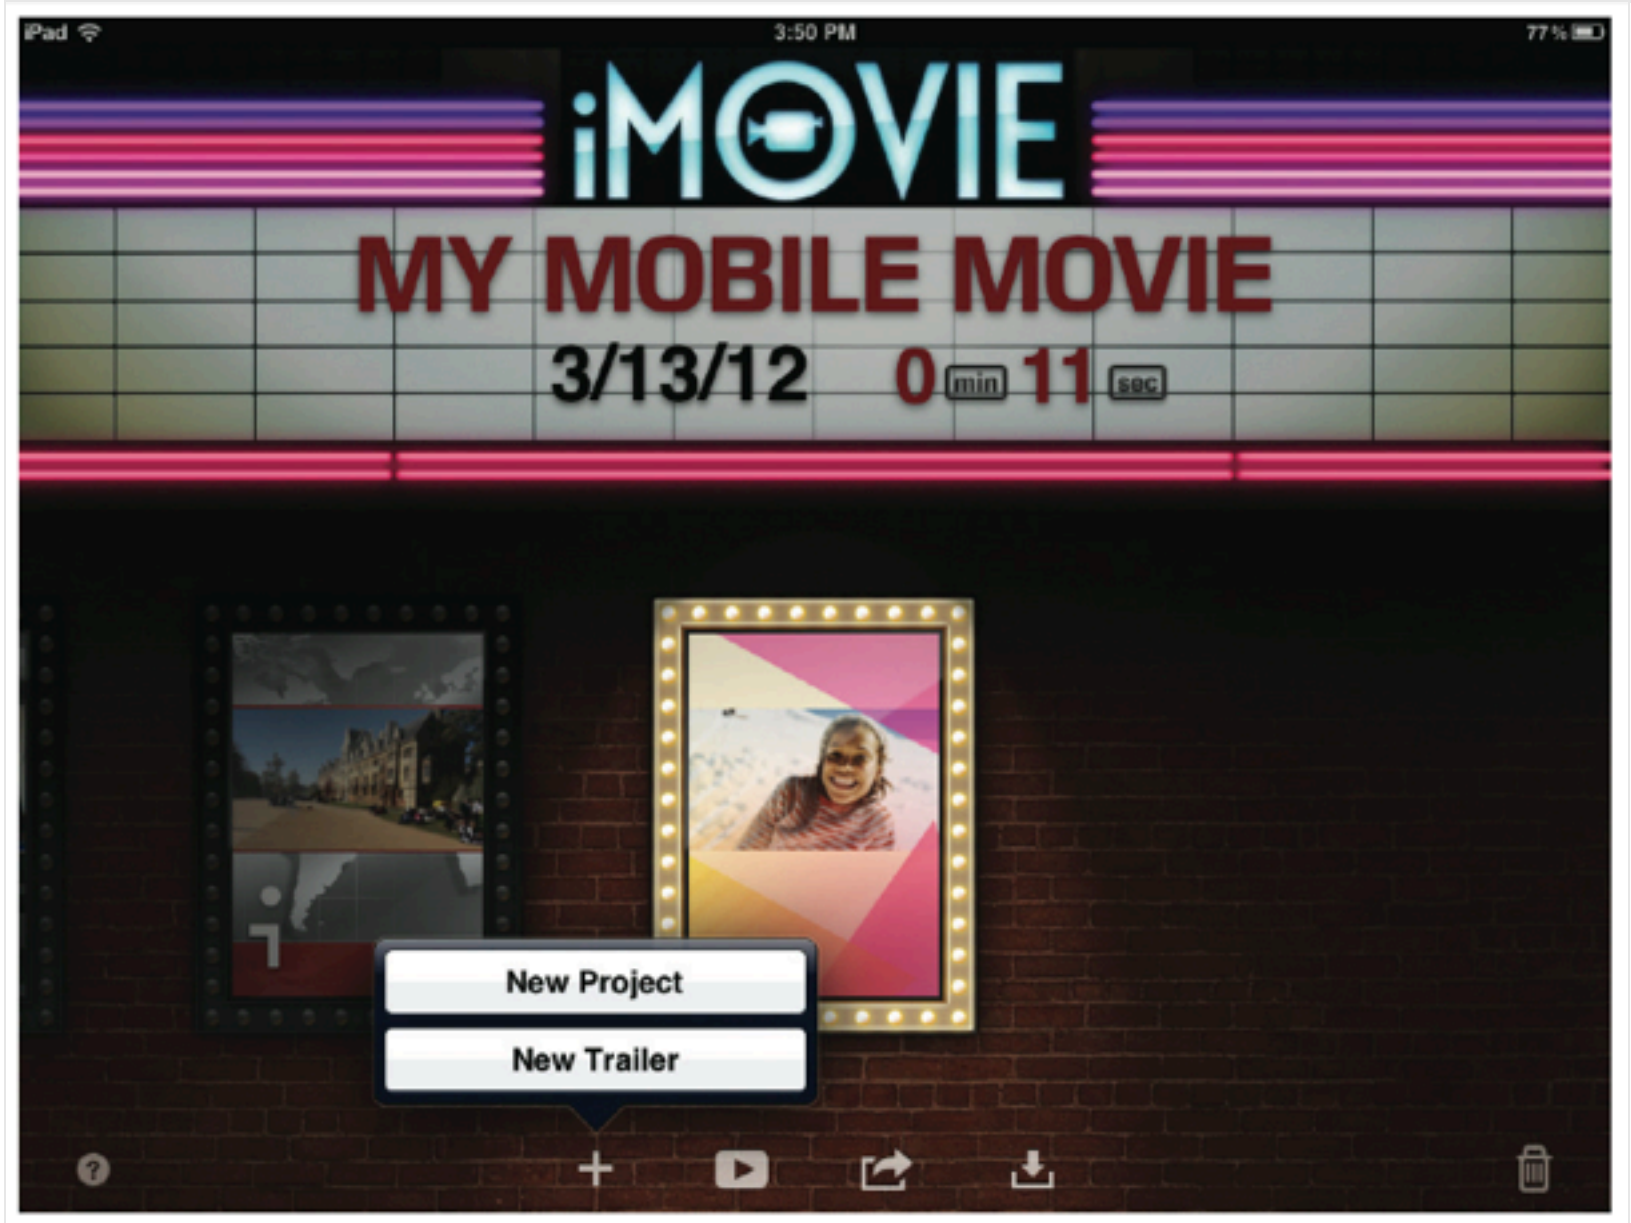 iPad 3:50 PM 77%
iMOVIE
MY MOBILE MOVIE
3/13/12 0 min 11 sec
New Project
New Trailer
?